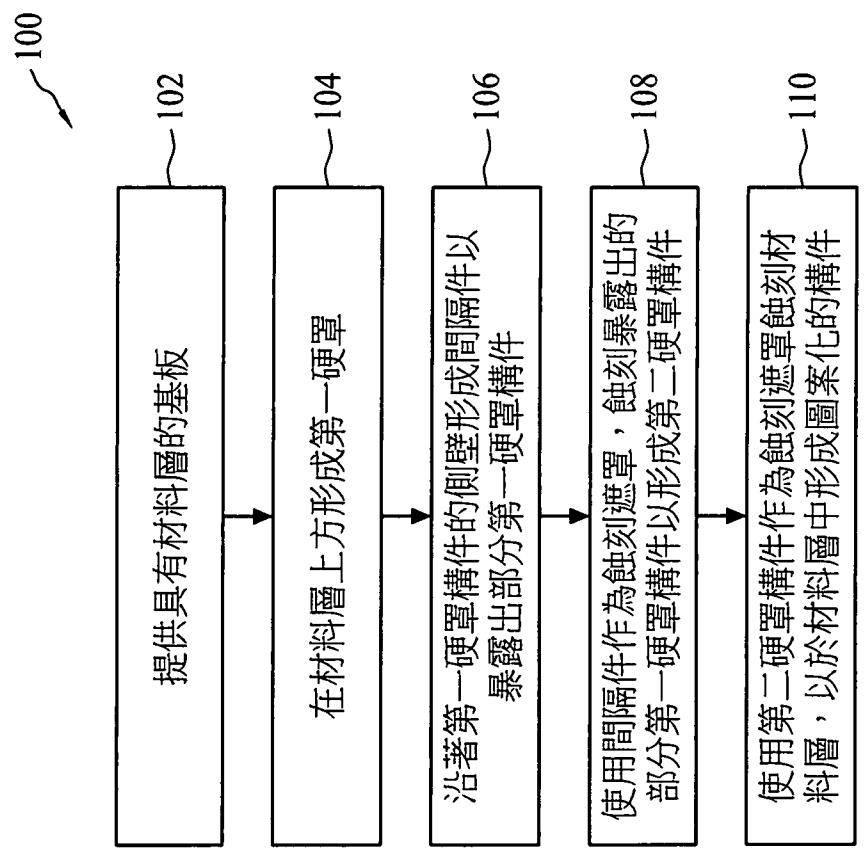 100
102
提供具有材料層的基板
104
在材料層上方形成第一硬罩
106
沿著第一硬罩構件的側壁形成間隔件以
暴露出部分第一硬罩構件
108
使用間隔件作為蝕刻遮罩，蝕刻暴露出的
部分第一硬罩構件以形成第二硬罩構件
110
使用第二硬罩構件作為蝕刻遮罩蝕刻材
料層，以於材料層中形成圖案化的構件